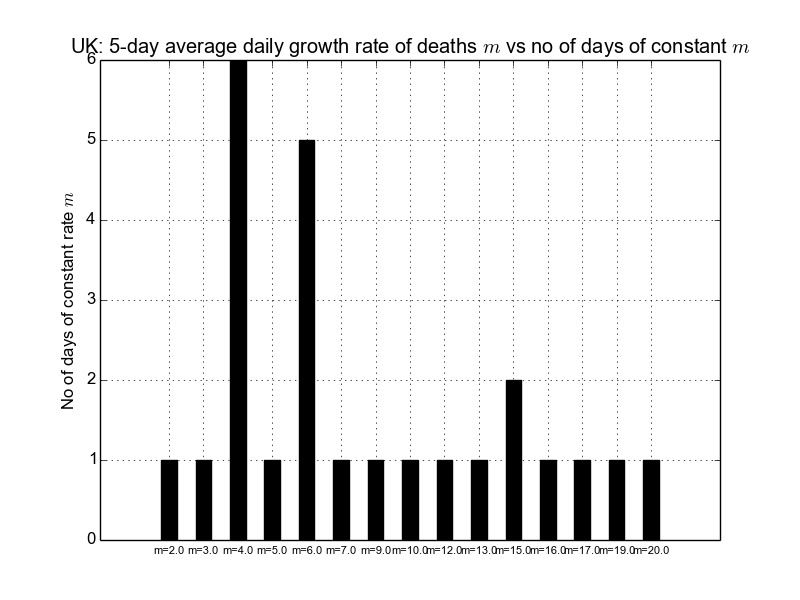 UK: 5-day average daily growth rate of deaths m vs no of days of constant m
No of days of constant rate m
6
5
4
3
2
1
0
m=2.0 m=3.0 m=4.0 m=5.0 m=6.0 m=7.0 m=9.0 m=10.0 m=12.0 m=13.0 m=15.0 m=16.0 m=17.0 m=19.0 m=20.0